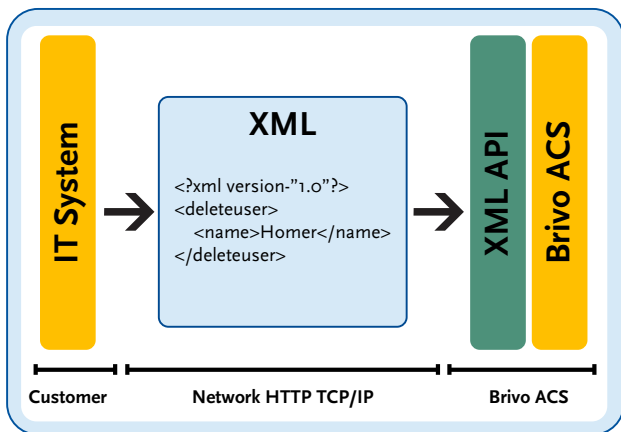 IT System
XML
<?xml version-”1.0”?>
<deleteuser>
<name>Homer</name>
</deleteuser>
XML API
Brivo ACS
Customer
Network HTTP TCP/IP
Brivo ACS